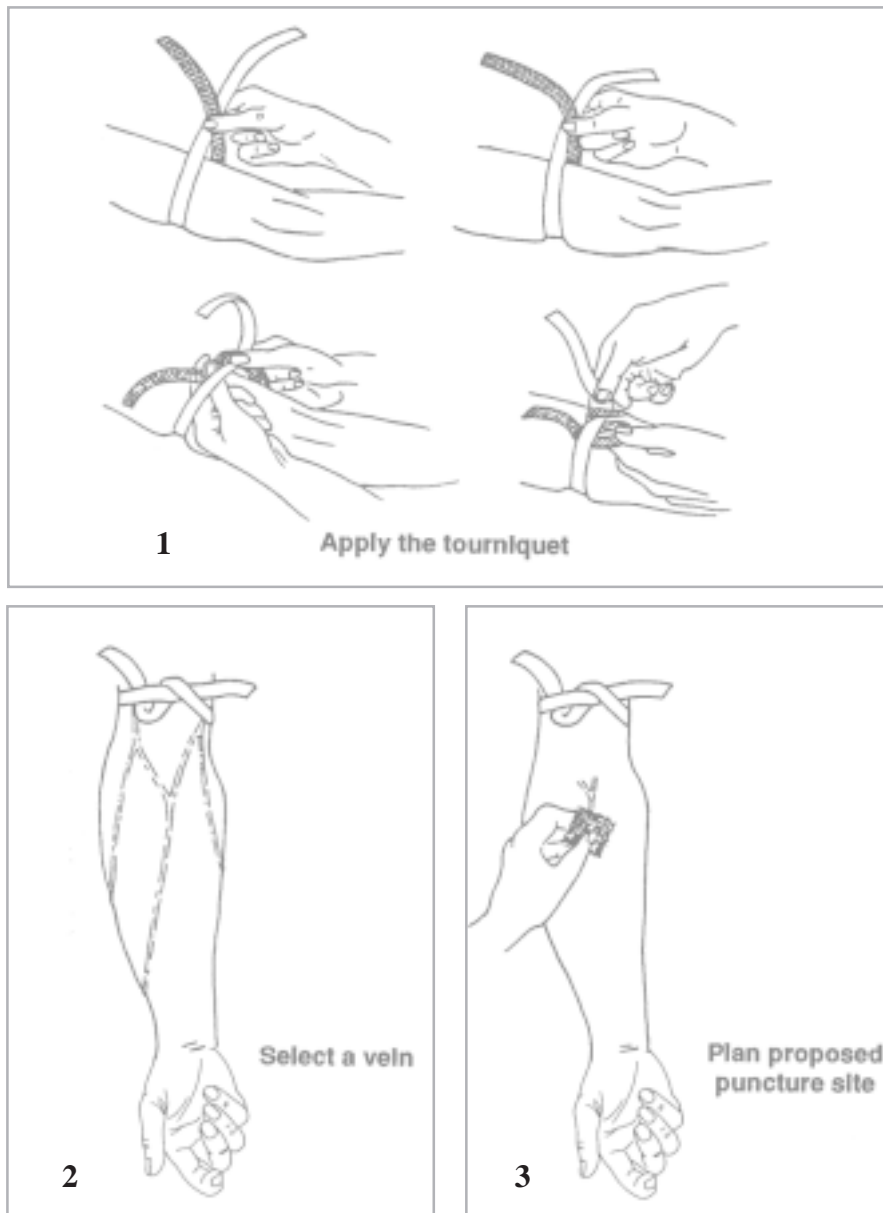 1
Apply the tourniquet
Select a vein
2
Plan proposed
puncture site
3